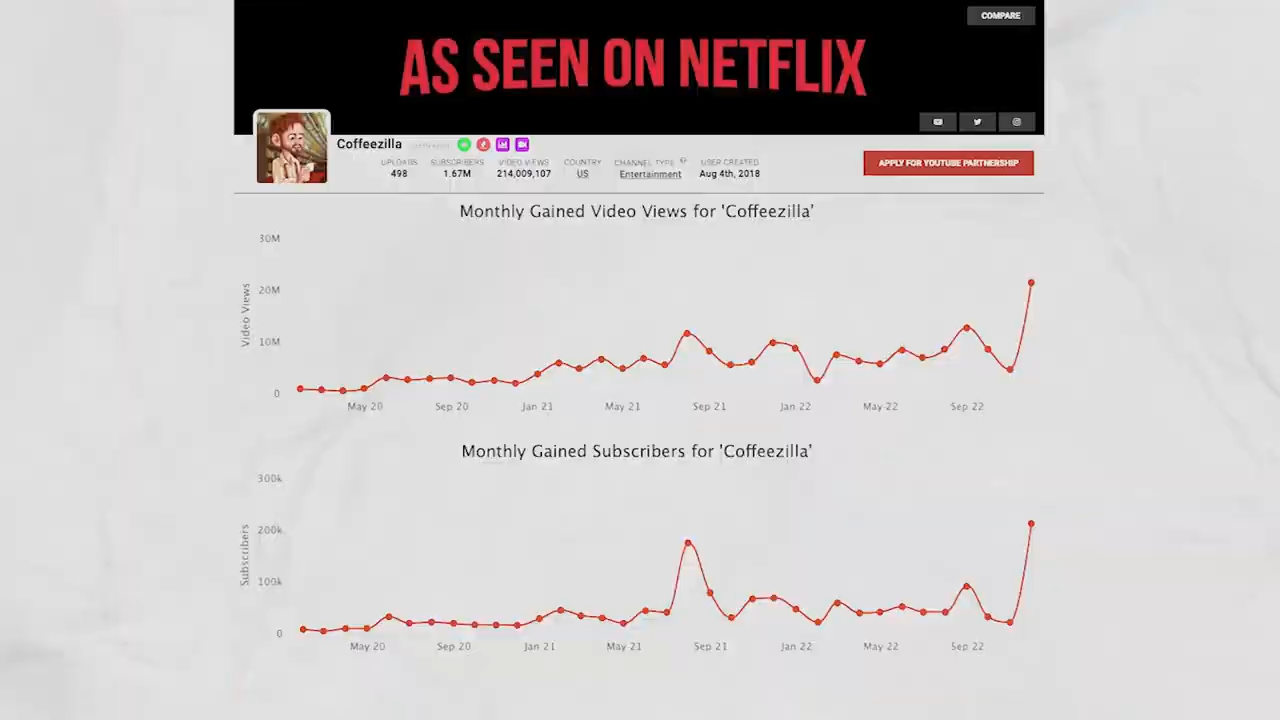 COMPARE
AS SEEN ON NETFLIX
Coffeezilla
UPLOADS SUBSCRIBERS VIDEO VIEWS COUNTRY CHANNEL TYPE USER CREATED
498 1.67M 214,009,107 US Entertainment Aug 4th, 2018
APPLY FOR YOUTUBE PARTNERSHIP
Monthly Gained Video Views for 'Coffeezilla'
30M
20M
10M
0
Video Views
May 20 Sep 20 Jan 21 May 21 Sep 21 Jan 22 May 22 Sep 22
Monthly Gained Subscribers for 'Coffeezilla'
300k
200k
100k
0
Subscribers
May 20 Sep 20 Jan 21 May 21 Sep 21 Jan 22 May 22 Sep 22